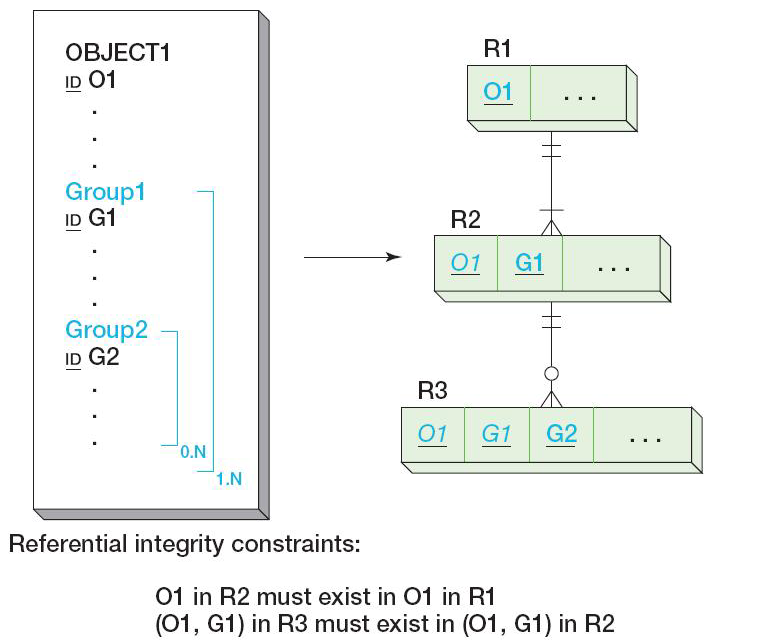 OBJECT1
ID O1
.
.
.
Group1
ID G1
.
.
.
Group2
ID G2
.
.
.
0.N
1.N
R1
O1 ...
R2
O1 G1 ...
R3
O1 G1 G2 ...
Referential integrity constraints:
O1 in R2 must exist in O1 in R1
(O1, G1) in R3 must exist in (O1, G1) in R2